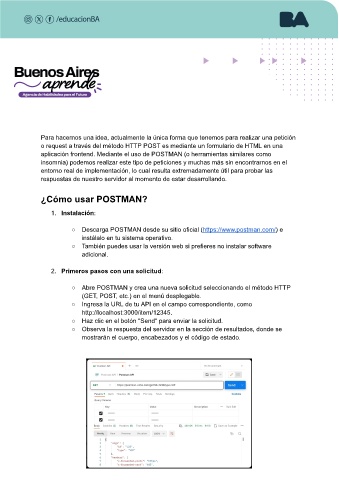 /educacionBA
BA
Buenos Aires
aprende
Agencia de Habilidades para el Futuro
Para hacernos una idea, actualmente la única forma que tenemos para realizar una petición
o request a través del método HTTP POST es mediante un formulario de HTML en una
aplicación frontend. Mediante el uso de POSTMAN (o herramientas similares como
insomnia) podemos realizar este tipo de peticiones y muchas más sin encontrarnos en el
entorno real de implementación, lo cual resulta extremadamente útil para probar las
respuestas de nuestro servidor al momento de estar desarrollando.
¿Cómo usar POSTMAN?
1. Instalación:
○ Descarga POSTMAN desde su sitio oficial (https://www.postman.com/) e
instálalo en tu sistema operativo.
○ También puedes usar la versión web si prefieres no instalar software
adicional.
2. Primeros pasos con una solicitud:
○ Abre POSTMAN y crea una nueva solicitud seleccionando el método HTTP
(GET, POST, etc.) en el menú desplegable.
○ Ingresa la URL de tu API en el campo correspondiente, como
http://localhost:3000/item/12345.
○ Haz clic en el botón "Send" para enviar la solicitud.
○ Observa la respuesta del servidor en la sección de resultados, donde se
mostrarán el cuerpo, encabezados y el código de estado.